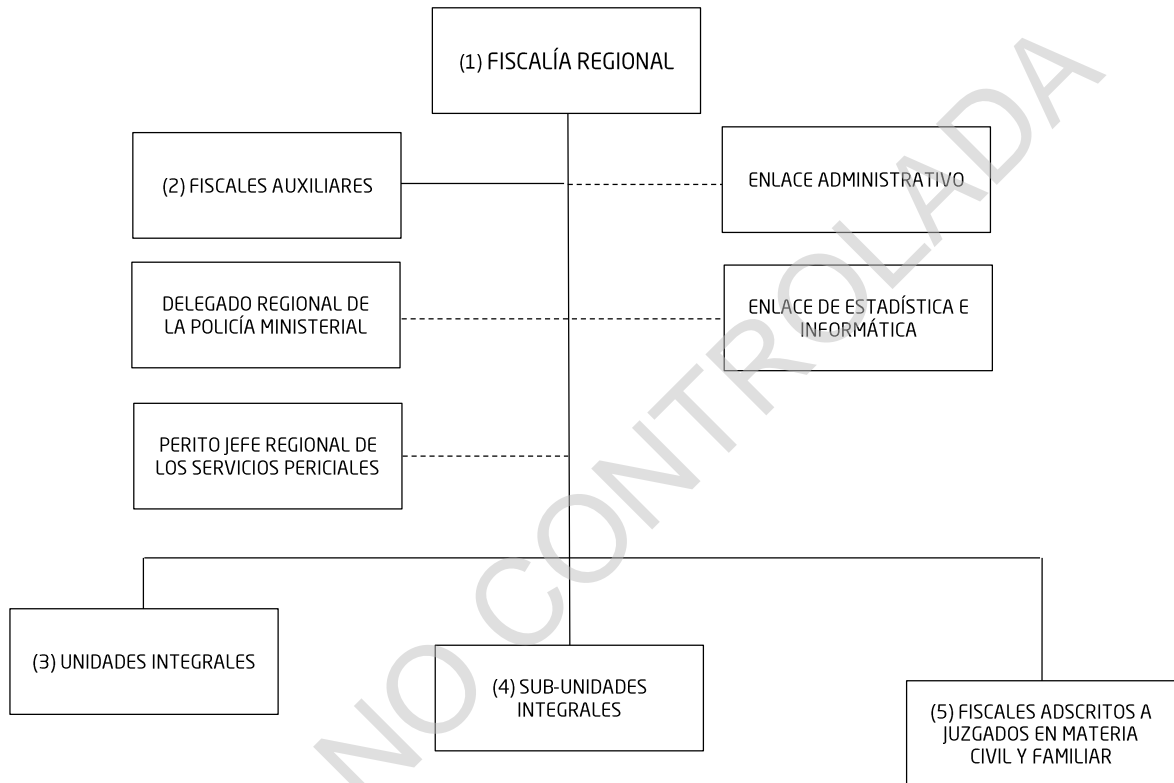 (1) FISCALÍA REGIONAL
(2) FISCALES AUXILIARES
ENLACE ADMINISTRATIVO
DELEGADO REGIONAL DE
LA POLICÍA MINISTERIAL
ENLACE DE ESTADÍSTICA E
INFORMÁTICA
PERITO JEFE REGIONAL DE
LOS SERVICIOS PERICIALES
(3) UNIDADES INTEGRALES
(4) SUB-UNIDADES
INTEGRALES
(5) FISCALES ADSCRITOS A
JUZGADOS EN MATERIA
CIVIL Y FAMILIAR
NO CONTROLADA